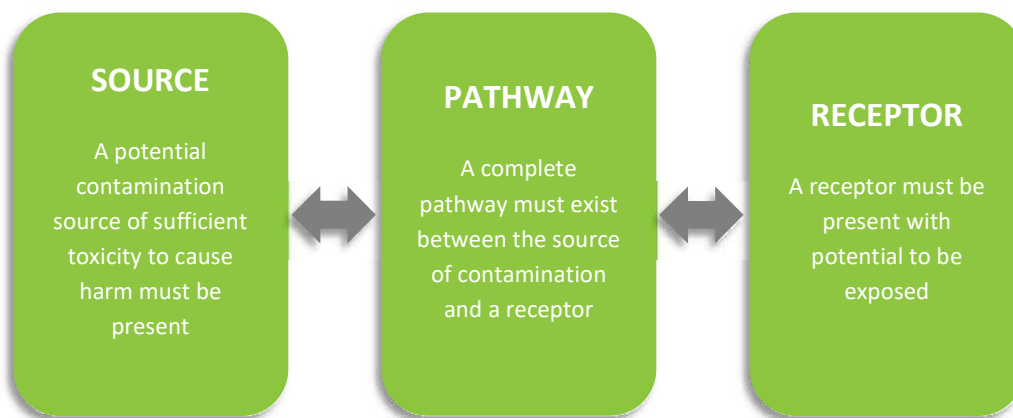 SOURCE
A potential
contamination
source of sufficient
toxicity to cause
harm must be
present
PATHWAY
A complete
pathway must exist
between the source
of contamination
and a receptor
RECEPTOR
A receptor must be
present with
potential to be
exposed